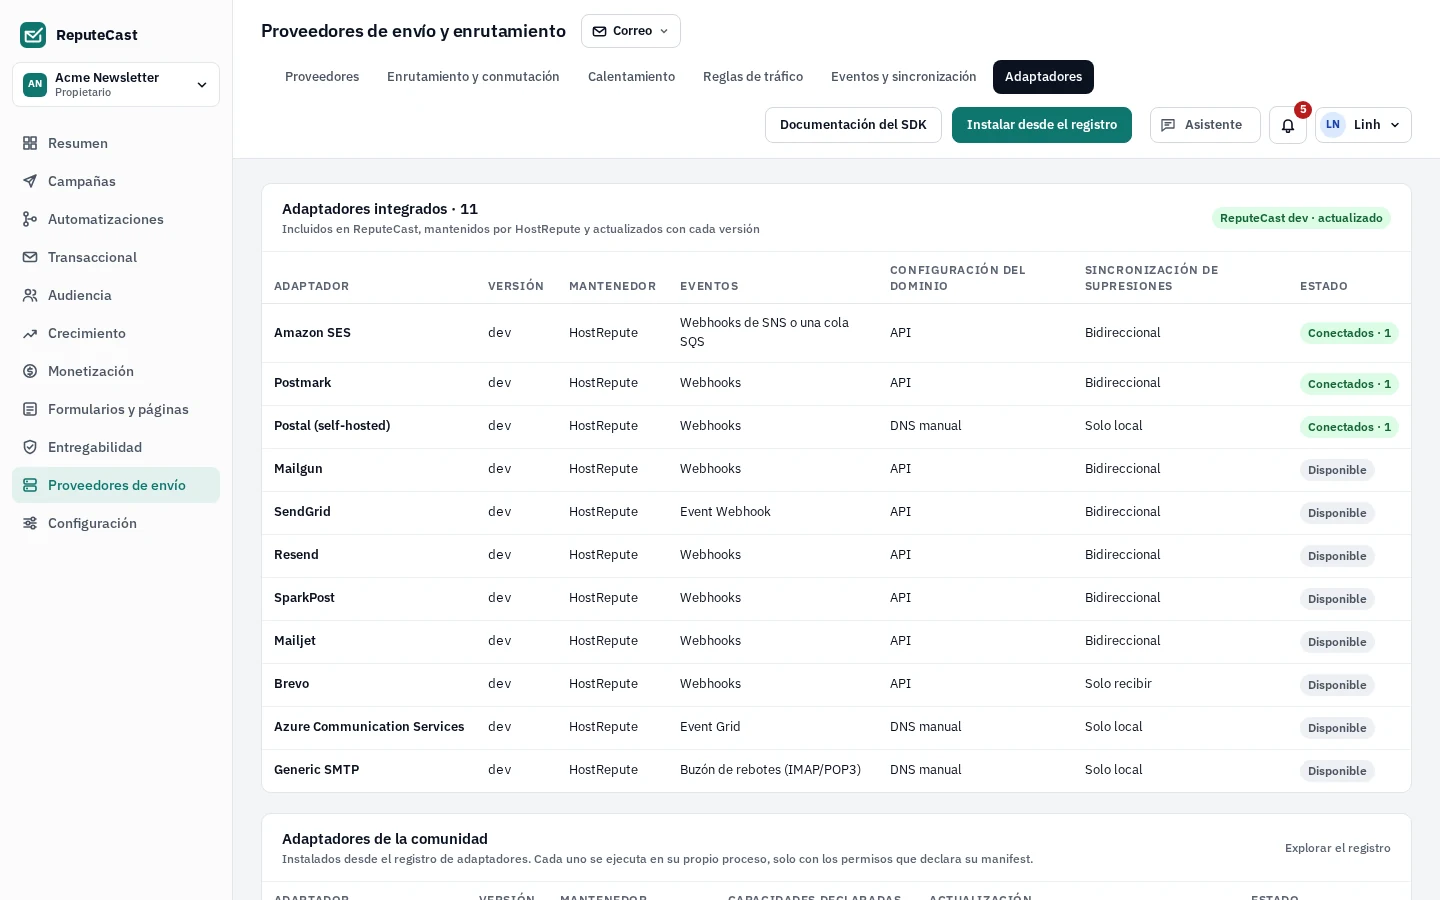 ReputeCast
AN
Acme Newsletter
Propietario
Resumen
Campañas
Automatizaciones
Transaccional
Audiencia
Crecimiento
Monetización
Formularios y páginas
Entregabilidad
Proveedores de envío
Configuración
Proveedores de envío y enrutamiento
Correo
Proveedores
Enrutamiento y conmutación
Calentamiento
Reglas de tráfico
Eventos y sincronización
Adaptadores
Documentación del SDK
Instalar desde el registro
Asistente
5
LN
Linh
Adaptadores integrados · 11
Incluidos en ReputeCast, mantenidos por HostRepute y actualizados con cada versión
ReputeCast dev · actualizado
ADAPTADOR VERSIÓN MANTENEDOR EVENTOS CONFIGURACIÓN DEL DOMINIO SINCRONIZACIÓN DE SUPRESIONES ESTADO
Amazon SES dev HostRepute Webhooks de SNS o una cola SQS API Bidireccional Conectados · 1
Postmark dev HostRepute Webhooks API Bidireccional Conectados · 1
Postal (self-hosted) dev HostRepute Webhooks DNS manual Solo local Conectados · 1
Mailgun dev HostRepute Webhooks API Bidireccional Disponible
SendGrid dev HostRepute Event Webhook API Bidireccional Disponible
Resend dev HostRepute Webhooks API Bidireccional Disponible
SparkPost dev HostRepute Webhooks API Bidireccional Disponible
Mailjet dev HostRepute Webhooks API Bidireccional Disponible
Brevo dev HostRepute Webhooks API Solo recibir Disponible
Azure Communication Services dev HostRepute Event Grid DNS manual Solo local Disponible
Generic SMTP dev HostRepute Buzón de rebotes (IMAP/POP3) DNS manual Solo local Disponible
Adaptadores de la comunidad
Instalados desde el registro de adaptadores. Cada uno se ejecuta en su propio proceso, solo con los permisos que declara su manifest.
Explorar el registro
ADAPTADOR VERSIÓN MANTENEDOR CAPACIDADES DECLARADAS ACTUALIZACIÓN ESTADO